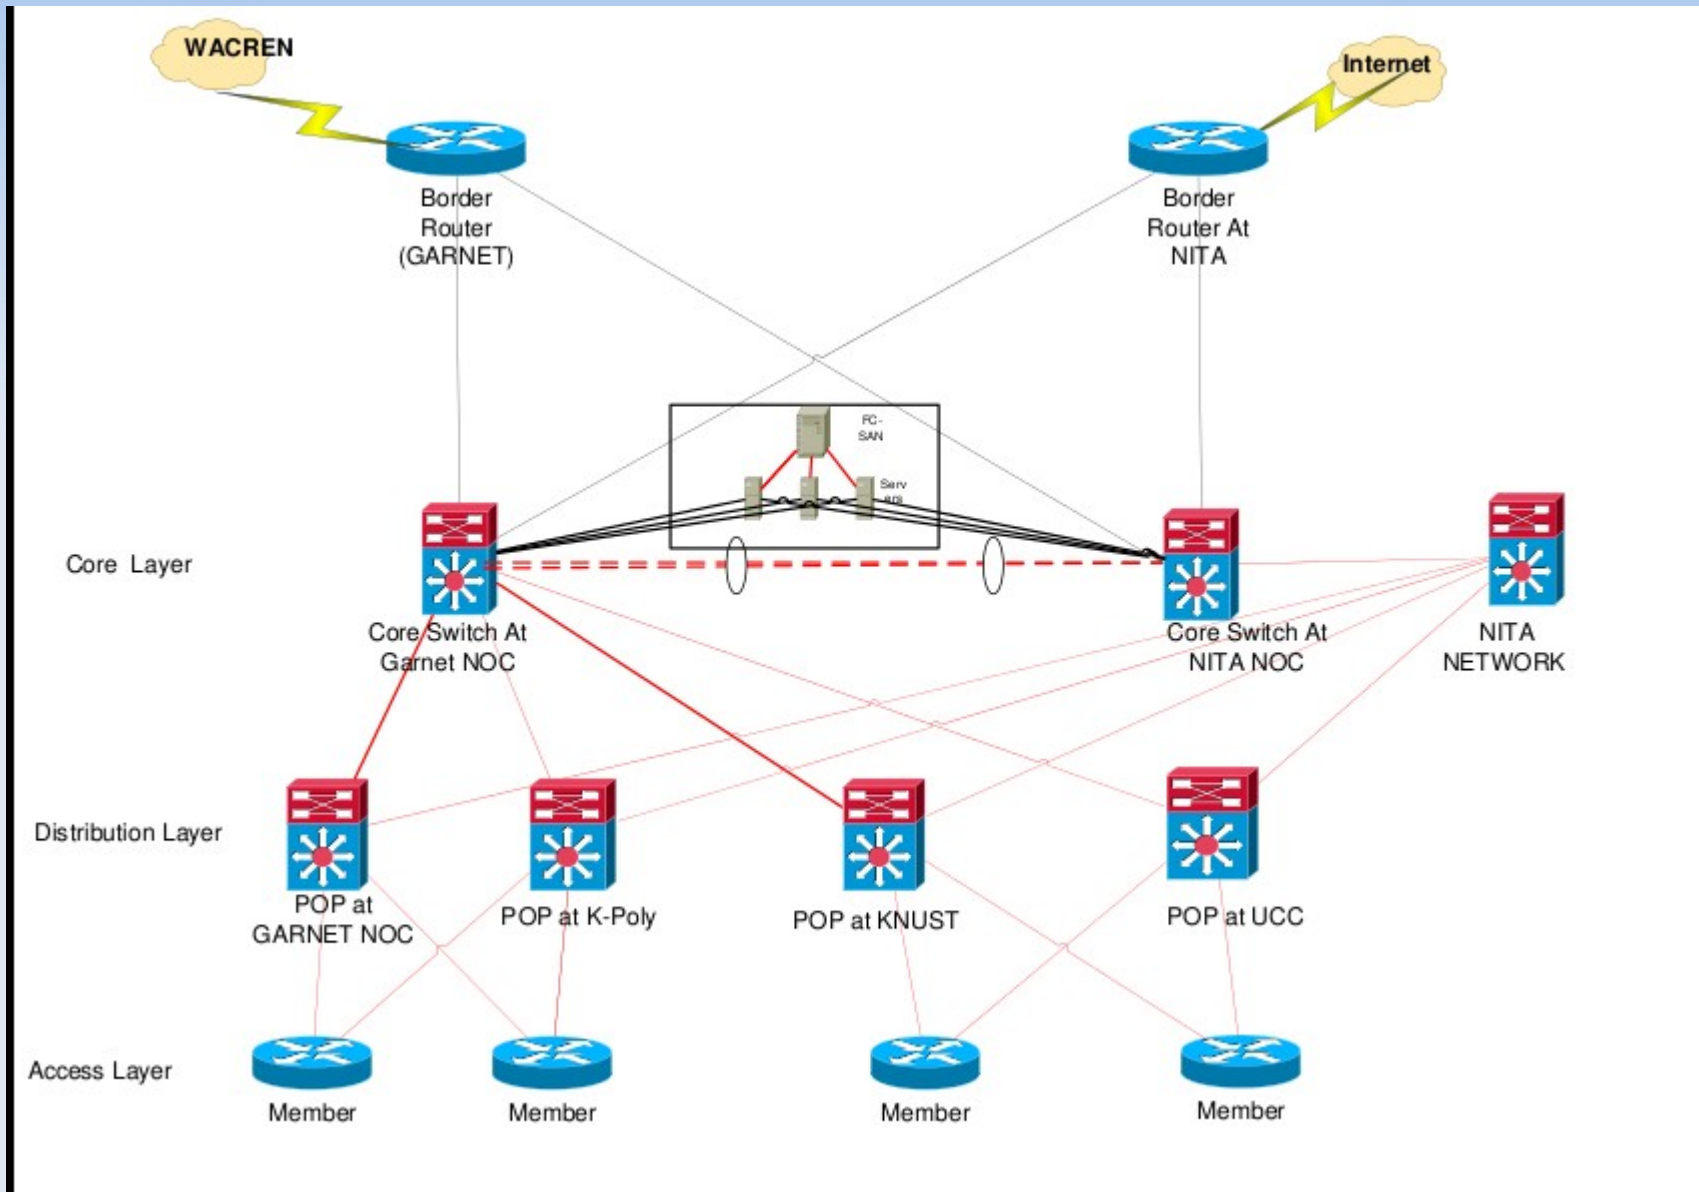 WACREN
Internet
Border
Router
(GARNET)
Border
Router At
NITA
FC-
SAN
Serv
ers
Core Layer
Core Switch At
Garnet NOC
Core Switch At
NITA NOC
NITA
NETWORK
Distribution Layer
POP at
GARNET NOC
POP at K-Poly
POP at KNUST
POP at UCC
Access Layer
Member
Member
Member
Member